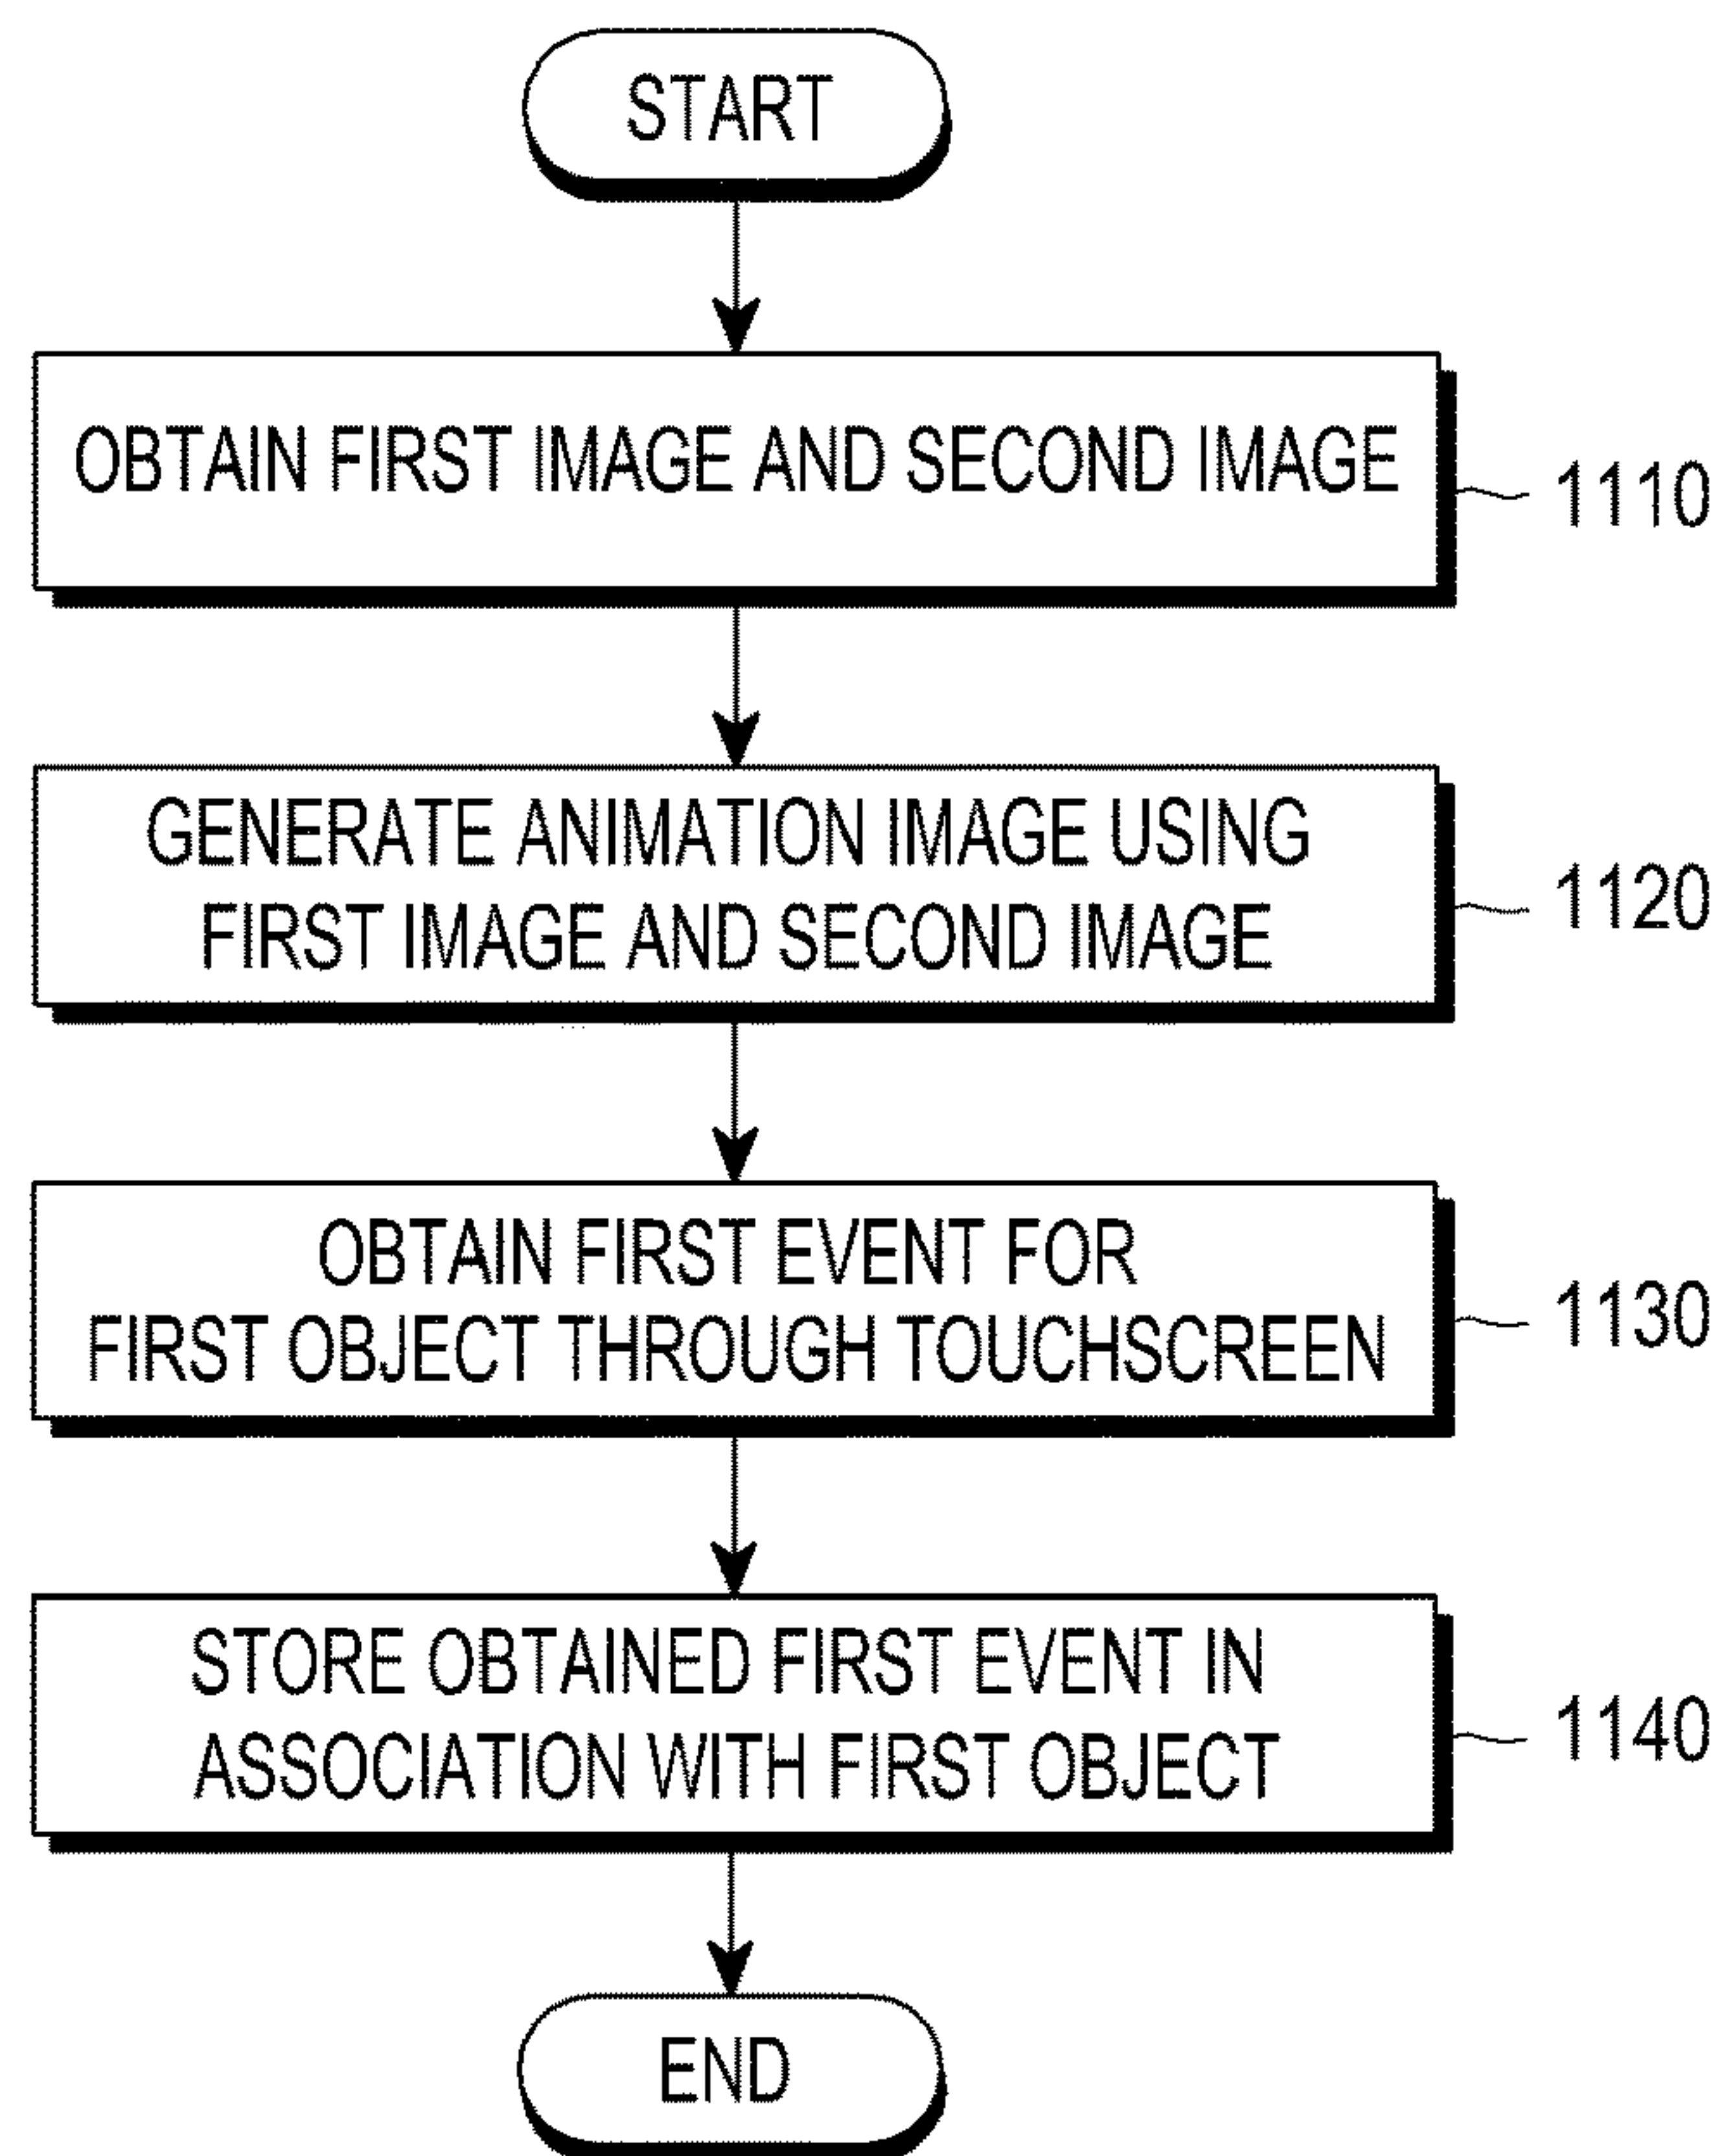 START
OBTAIN FIRST IMAGE AND SECOND IMAGE
1110
GENERATE ANIMATION IMAGE USING
FIRST IMAGE AND SECOND IMAGE
1120
OBTAIN FIRST EVENT FOR
FIRST OBJECT THROUGH TOUCHSCREEN
1130
STORE OBTAINED FIRST EVENT IN
ASSOCIATION WITH FIRST OBJECT
1140
END